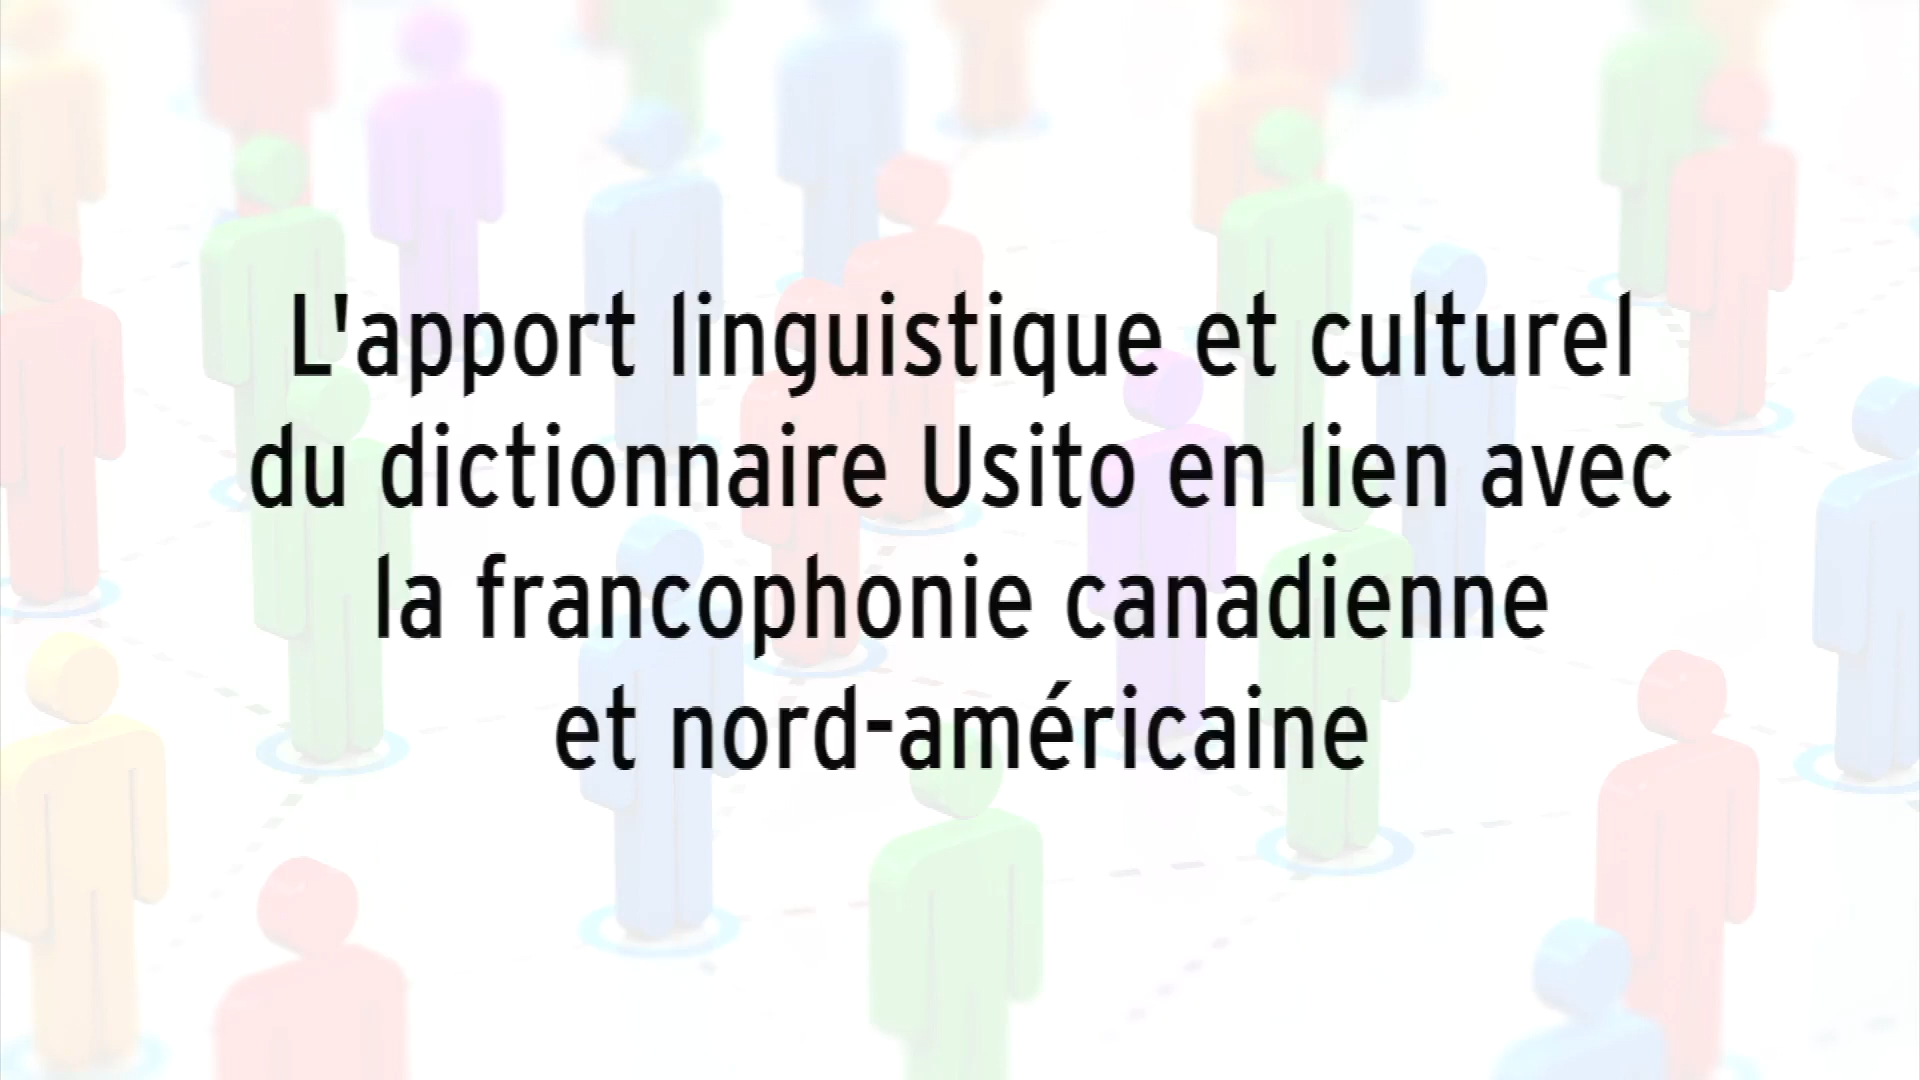 L'apport linguistique et culturel
du dictionnaire Usito en lien avec
la francophonie canadienne
et nord-américaine